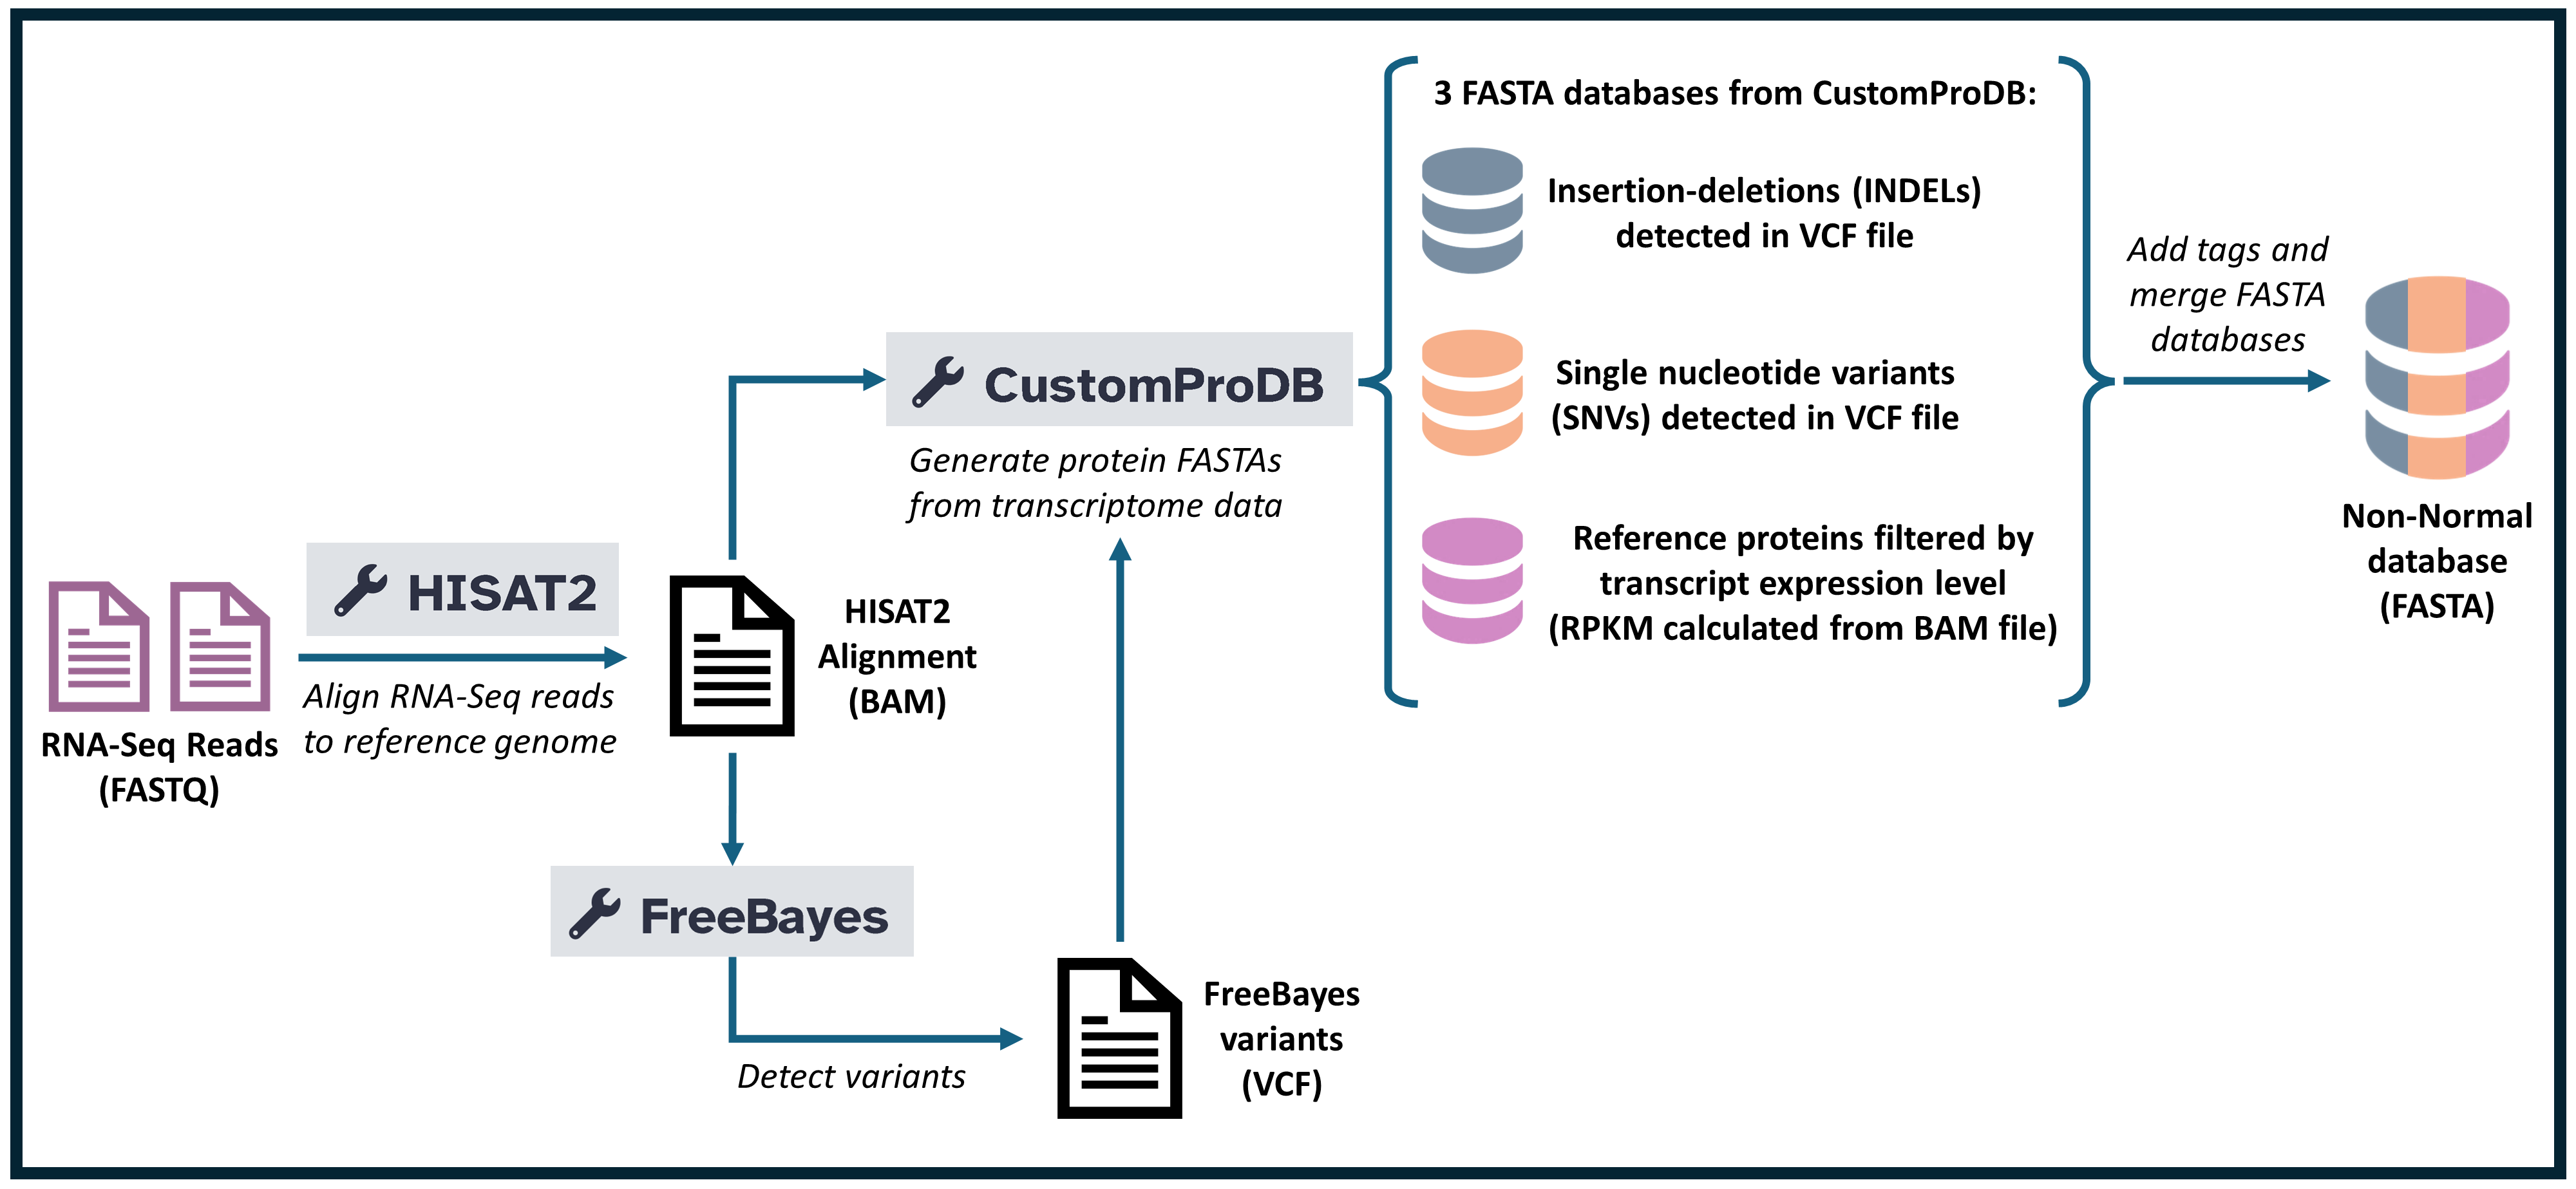 RNA-Seq Reads
(FASTQ)
HISAT2
Align RNA-Seq reads
to reference genome
HISAT2
Alignment
(BAM)
FreeBayes
Detect variants
FreeBayes
variants
(VCF)
CustomProDB
Generate protein FASTAs
from transcriptome data
3 FASTA databases from CustomProDB:
Insertion-deletions (INDELs)
detected in VCF file
Single nucleotide variants
(SNVs) detected in VCF file
Reference proteins filtered by
transcript expression level
(RPKM calculated from BAM file)
Add tags and
merge FASTA
databases
Non-Normal
database
(FASTA)